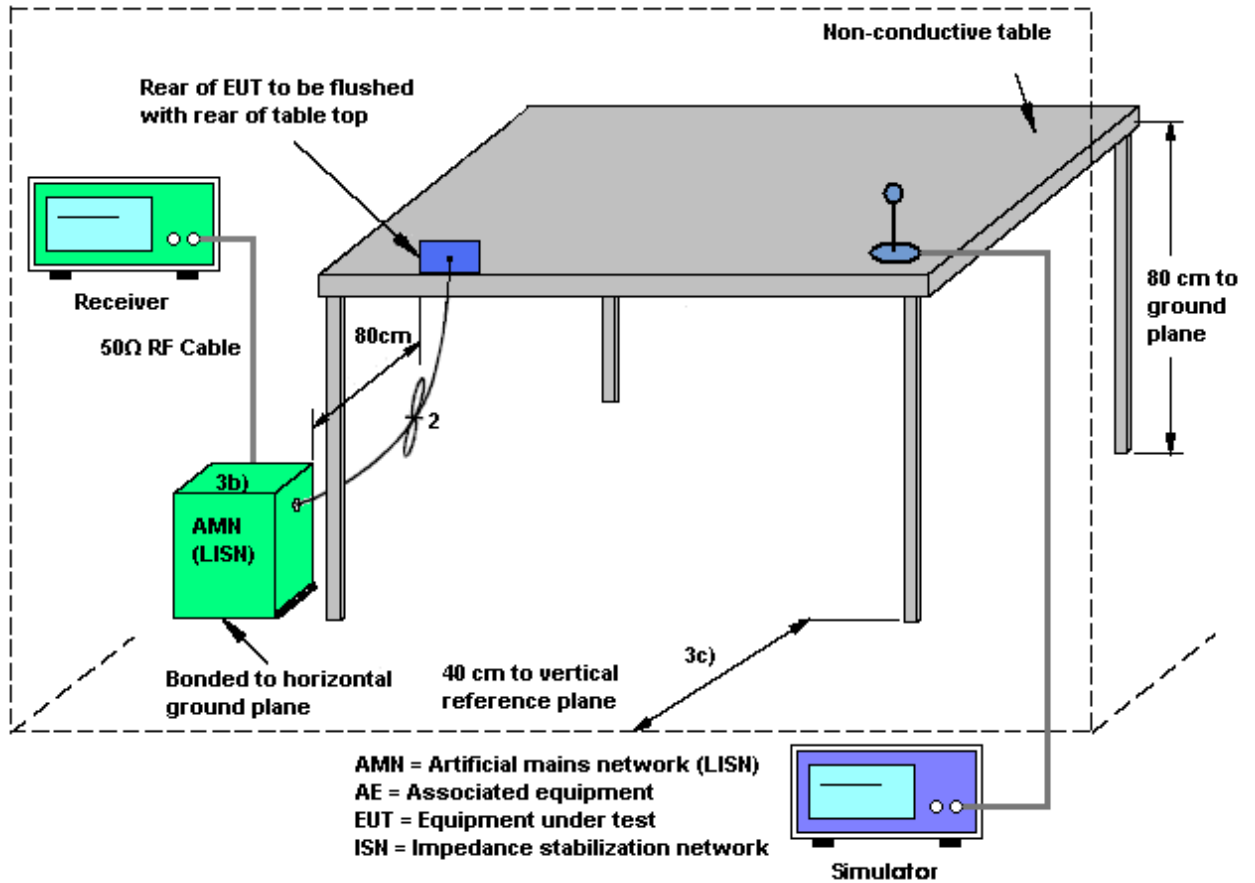 Non-conductive table
Rear of EUT to be flushed
with rear of table top
Receiver
80 cm to
ground
plane
80cm
50Ω RF Cable
2
3b)
AMN
(LISN)
3c)
Bonded to horizontal
ground plane
40 cm to vertical
reference plane
AMN = Artificial mains network (LISN)
AE = Associated equipment
EUT = Equipment under test
ISN = Impedance stabilization network
Simulator